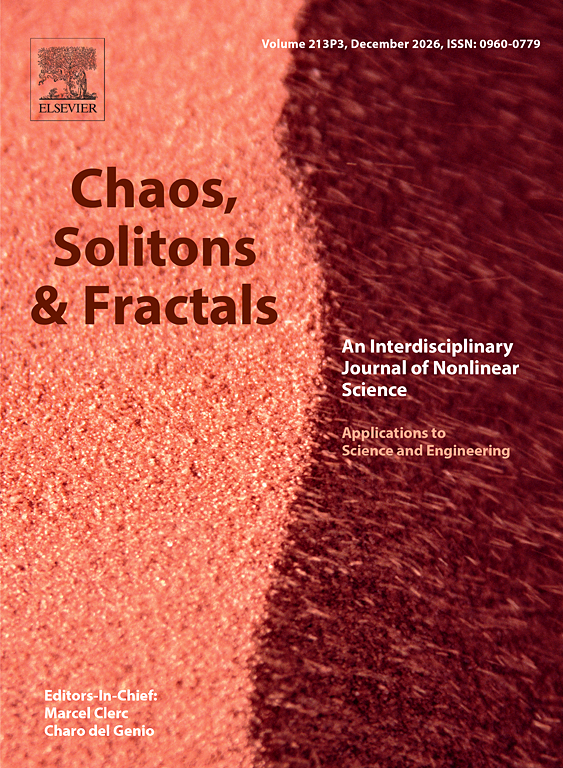 Volume 213P3, December 2026, ISSN: 0960-0779
ELSEVIER
Chaos,
Solitons
& Fractals
An Interdisciplinary
Journal of Nonlinear
Science
Applications to
Science and Engineering
Editors-In-Chief:
Marcel Clerc
Charo del Genio